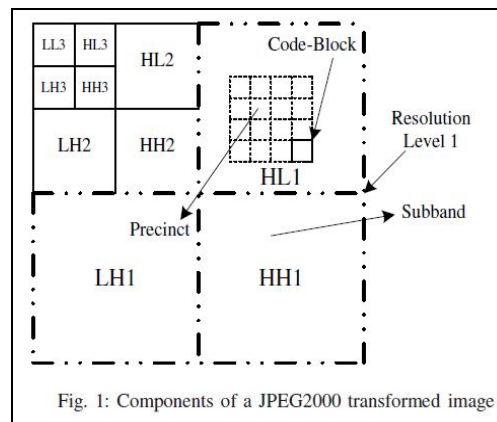 LL3 HL3
HL2
Code-Block
LH3 HH3
LH2 HH2
HL1
Resolution
Level 1
Precinct
Subband
LH1 HH1
Fig. 1: Components of a JPEG2000 transformed image